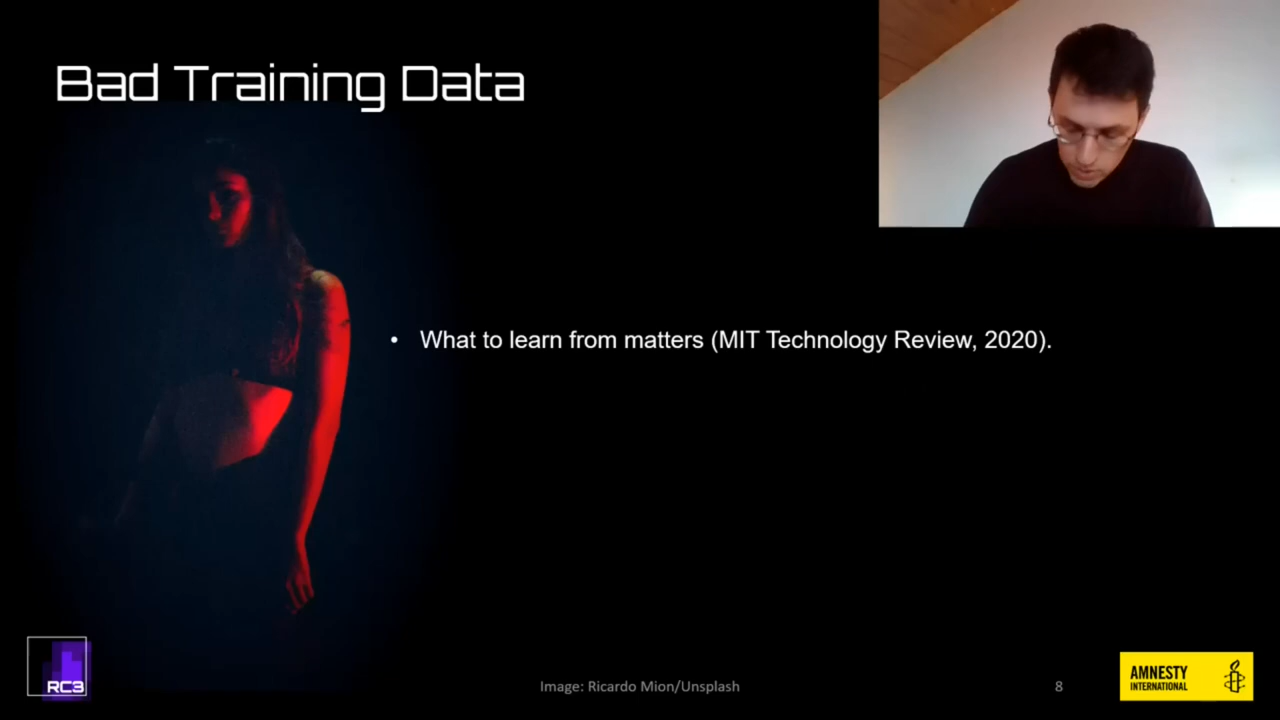 Bad Training Data
• What to learn from matters (MIT Technology Review, 2020).
RC3
Image: Ricardo Mion/Unsplash
8
AMNESTY
INTERNATIONAL